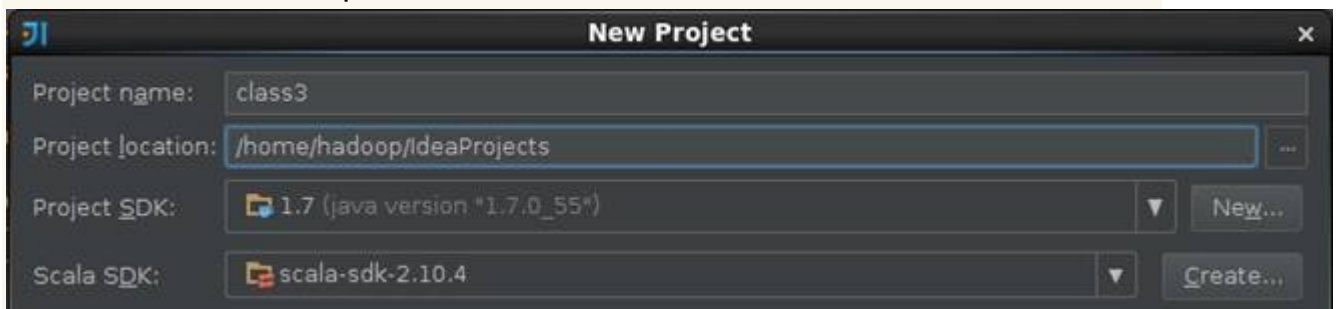 New Project
Project name: class3
Project location: /home/hadoop/IdeaProjects ...
Project SDK: 1.7 (java version "1.7.0_55") New...
Scala SDK: scala-sdk-2.10.4 Create...